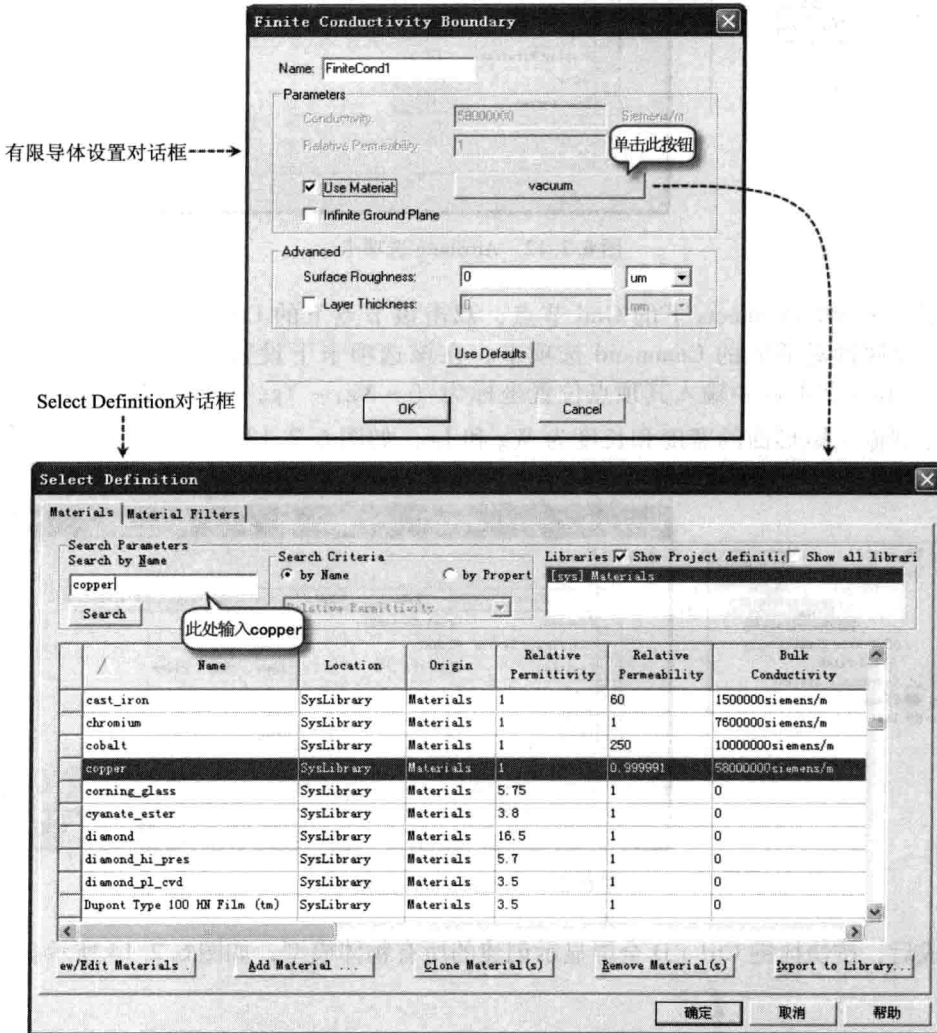 Finite Conductivity Boundary
Name: FiniteCond1
Parameters
Conductivity: 58000000 Siemens/m
Relative Permeability: 1
单击此按钮
有限导体设置对话框
Use Material: vacuum
Infinite Ground Plane
Advanced
Surface Roughness: 0 um
Layer Thickness: 0 mm
Use Defaults
OK Cancel
Select Definition对话框
Select Definition
Materials Material Filters
Search Parameters
Search by Name
copper
Search
此处输入copper
Search Criteria
by Name by Propert
Relative Permittivity
Libraries Show Project definitic Show all librari
[sys] Materials
/ Name Location Origin Relative Permittivity Relative Permeability Bulk Conductivity
cast_iron SysLibrary Materials 1 60 1500000siemens/m
chromium SysLibrary Materials 1 1 7600000siemens/m
cobalt SysLibrary Materials 1 250 10000000siemens/m
copper SysLibrary Materials 1 0.999991 58000000siemens/m
corning_glass SysLibrary Materials 5.75 1 0
cyanate_ester SysLibrary Materials 3.8 1 0
diamond SysLibrary Materials 16.5 1 0
diamond_hi_pres SysLibrary Materials 5.7 1 0
diamond_pl_cvd SysLibrary Materials 3.5 1 0
Dupont Type 100 HN Film (tm) SysLibrary Materials 3.5 1 0
ew/Edit Materials . Add Material ... Clone Material(s) Remove Material(s) Export to Library...
确定 取消 帮助